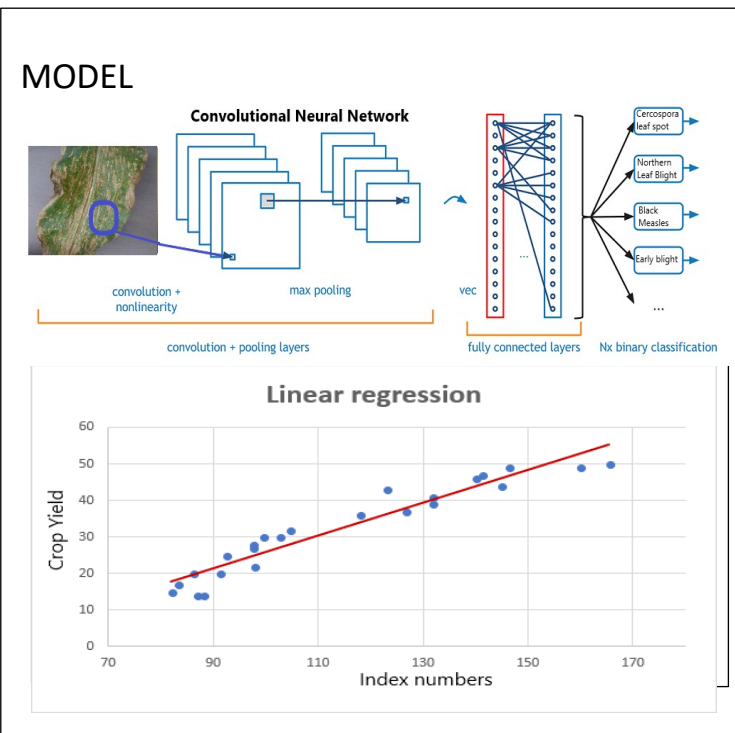 MODEL
Convolutional Neural Network
Cercospora
leaf spot
Northern
Leaf Blight
Black
Measles
Early blight
...
...
convolution +
nonlinearity
max pooling
vec
convolution + pooling layers
fully connected layers
Nx binary classification
Linear regression
60
50
40
30
20
10
0
Crop Yield
70
90
110
130
150
170
Index numbers